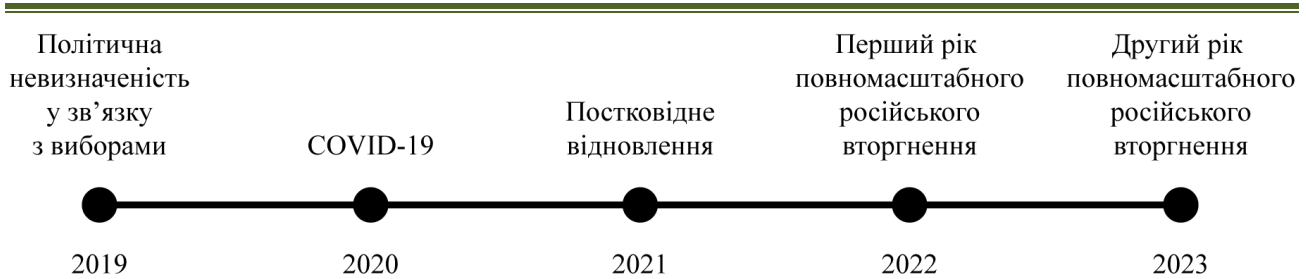 Політична
невизначеність
у зв’язку
з виборами
COVID-19
Постковідне
відновлення
Перший рік
повномасштабного
російського
вторгнення
Другий рік
повномасштабного
російського
вторгнення
2019
2020
2021
2022
2023